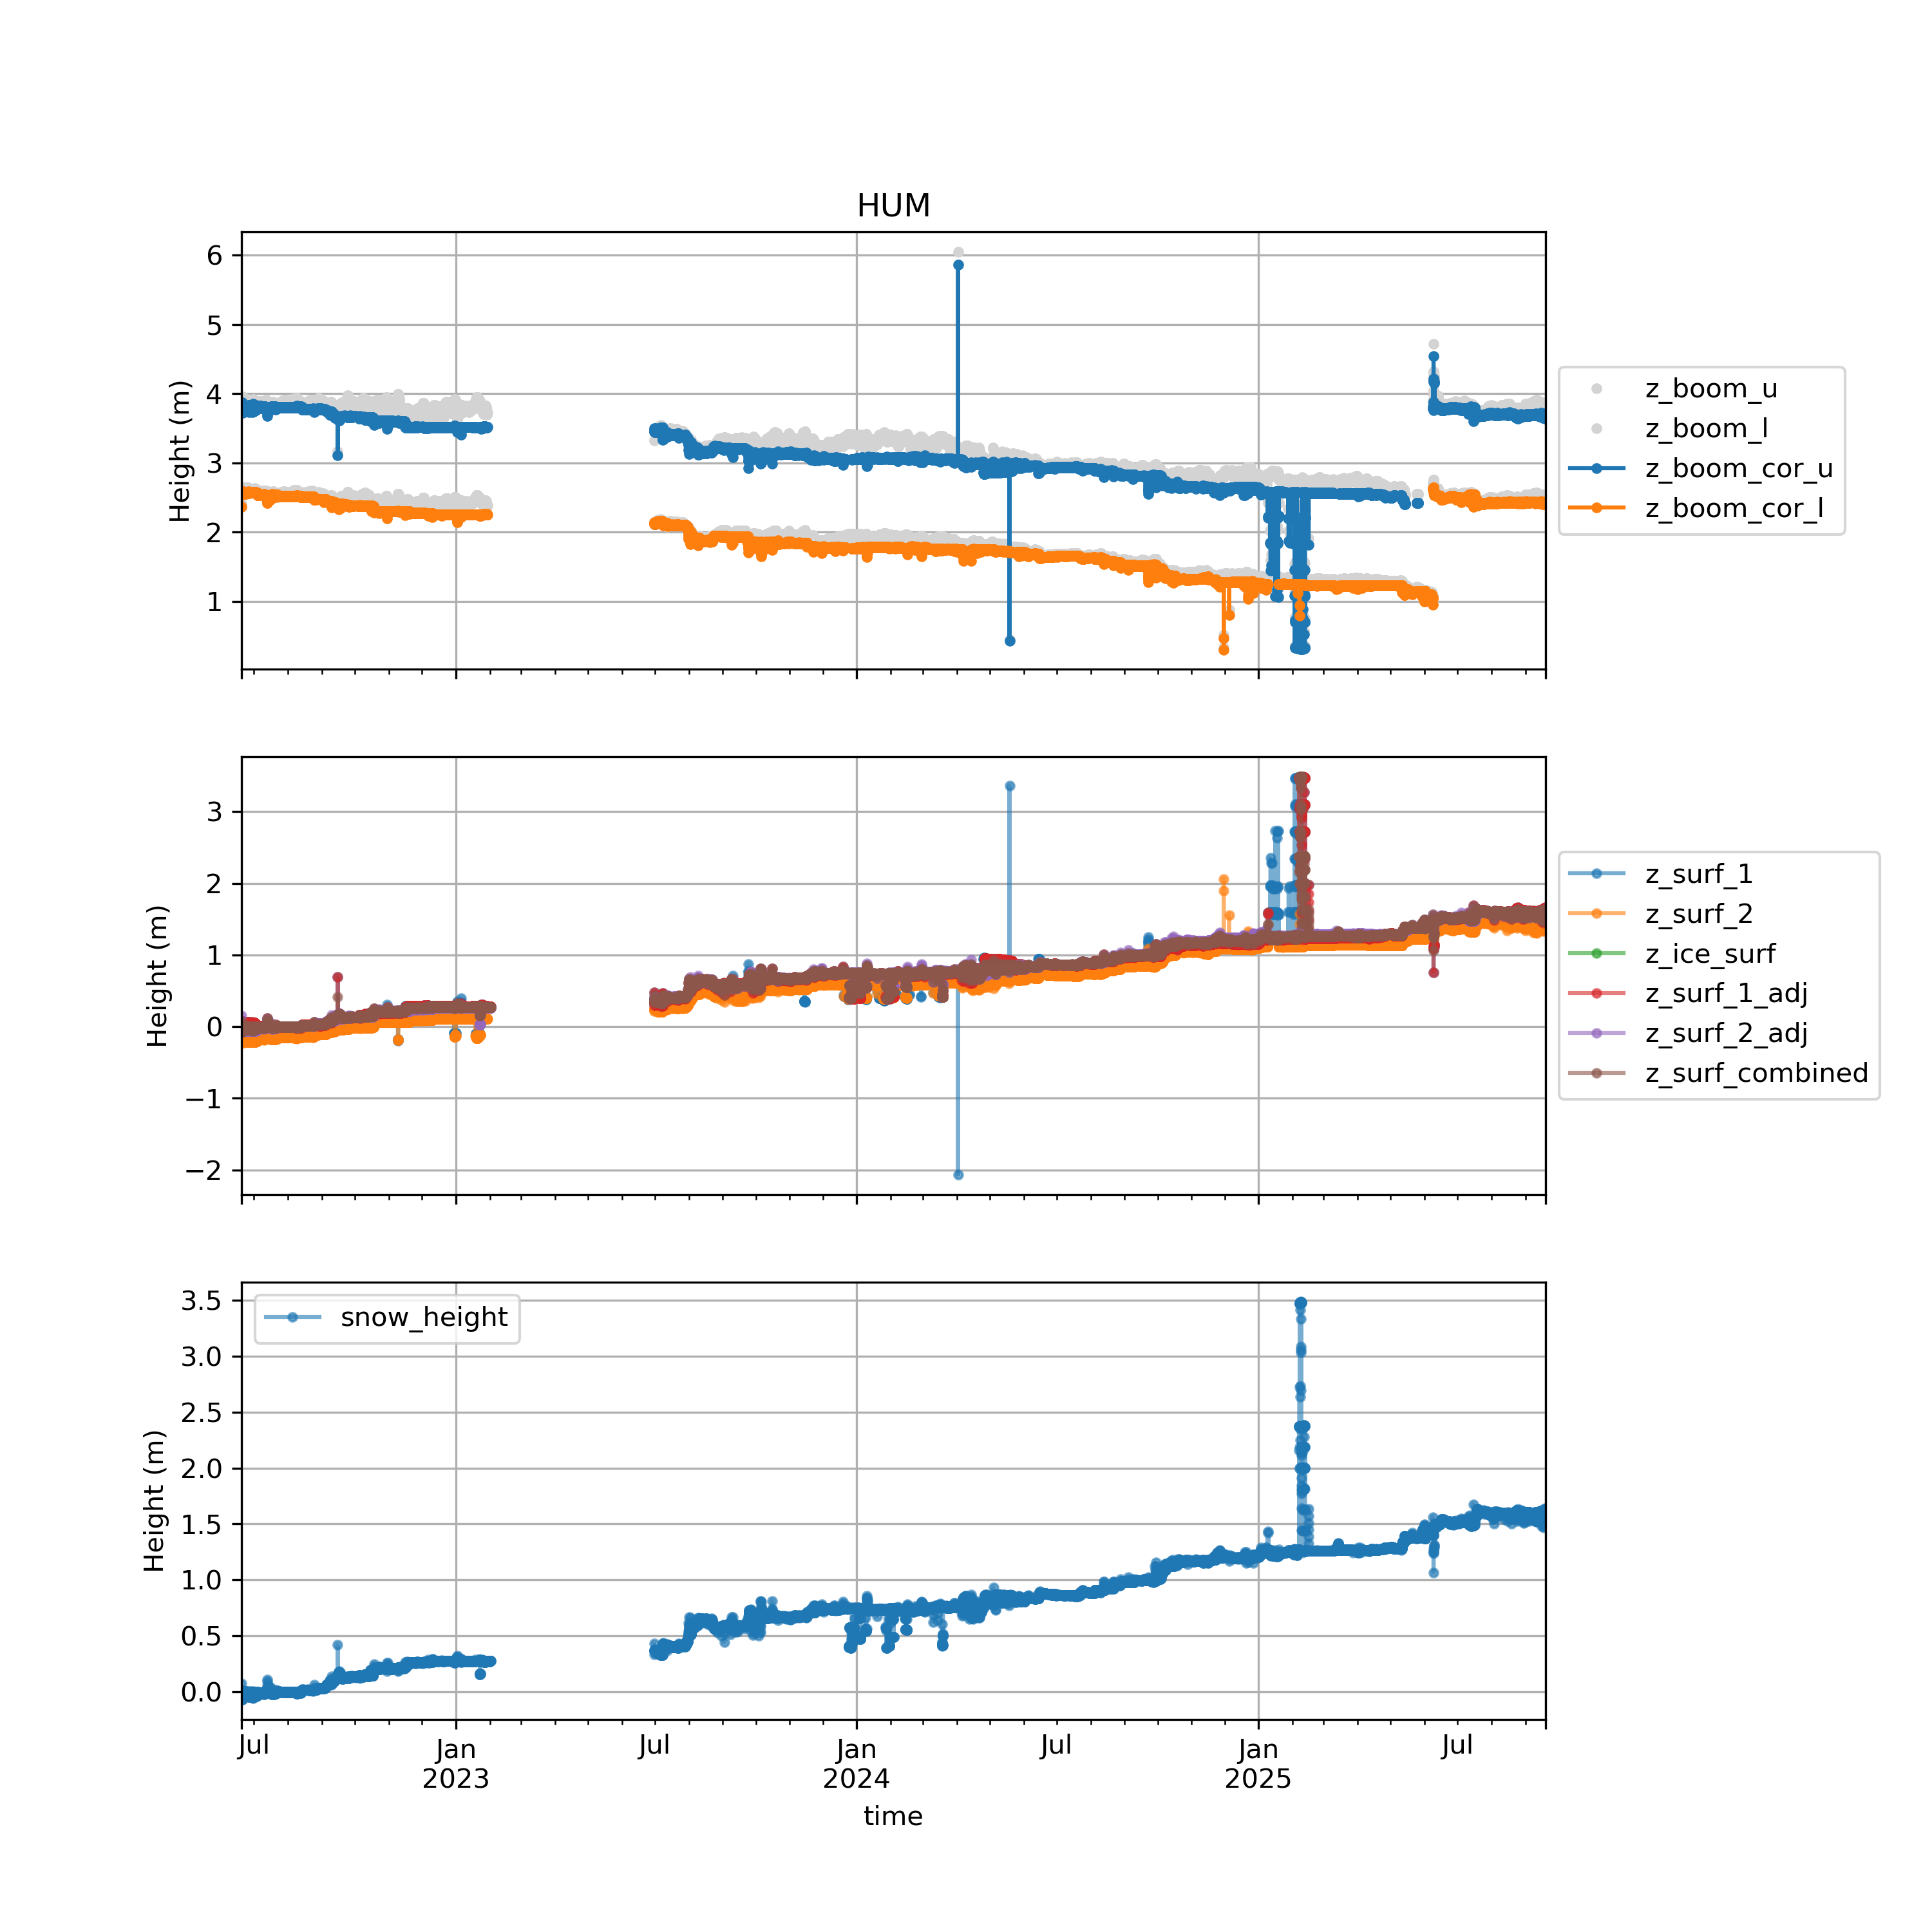 HUM
6
5
4
3
2
1
Height (m)
z_boom_u
z_boom_l
z_boom_cor_u
z_boom_cor_l
3
2
1
0
−1
−2
Height (m)
z_surf_1
z_surf_2
z_ice_surf
z_surf_1_adj
z_surf_2_adj
z_surf_combined
3.5
3.0
2.5
2.0
1.5
1.0
0.5
0.0
Height (m)
snow_height
Jul Jan Jul Jan Jul Jan Jul
2023 2024 2025
time